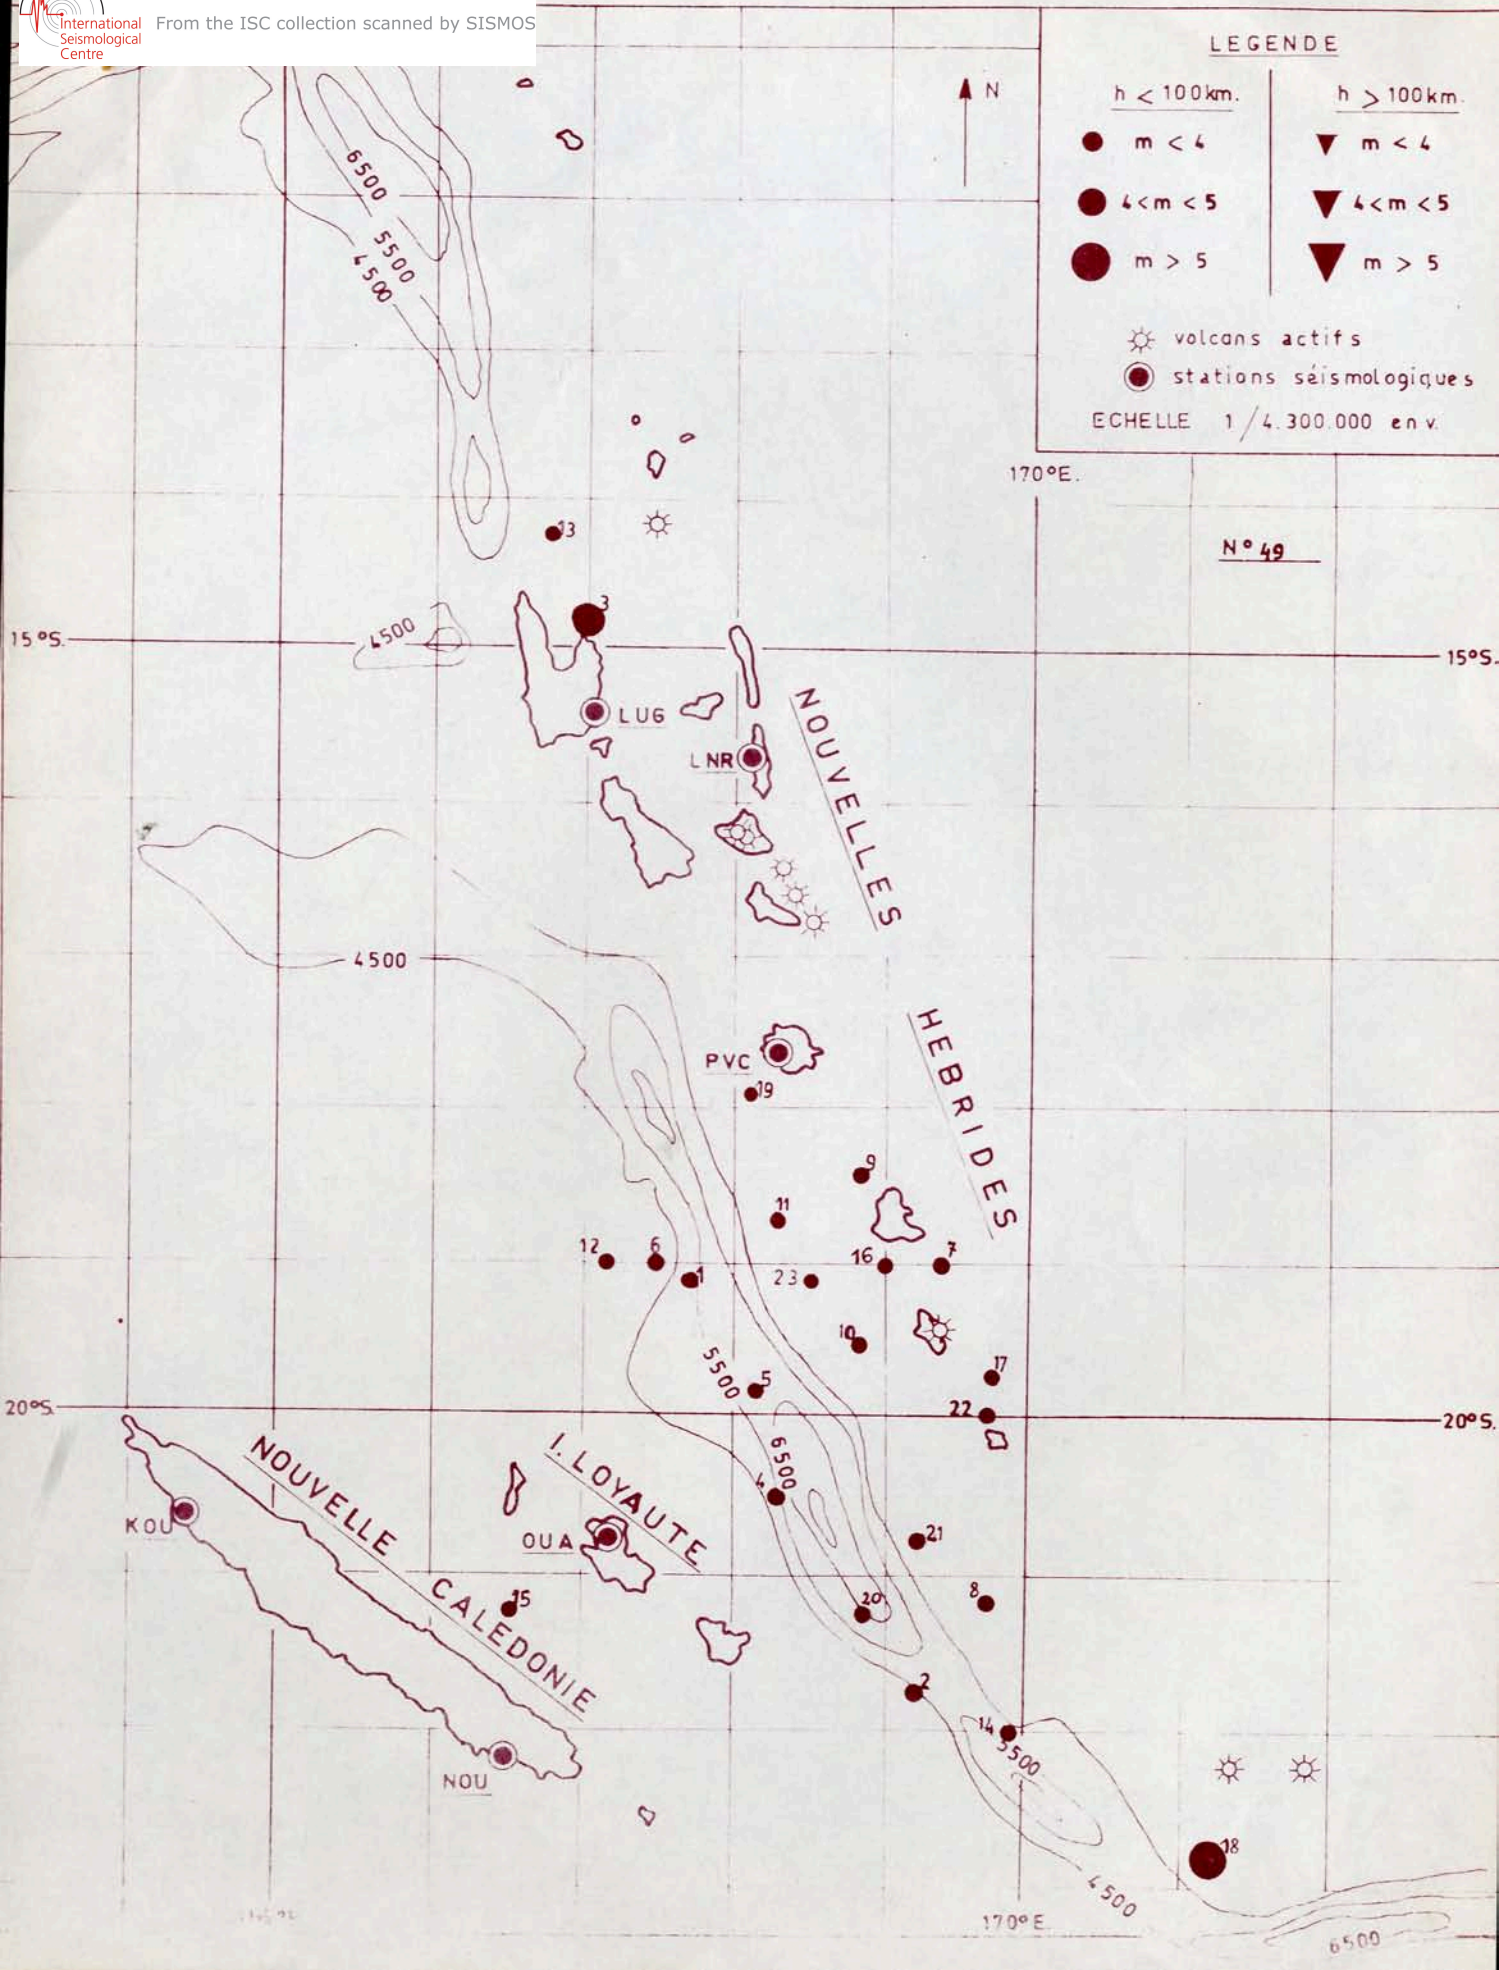 International
Seismological
Centre
From the ISC collection scanned by SISMOS
LEGENDE
h < 100km.
h > 100km.
m < 4
m < 4
4<m < 5
4<m <5
m > 5
m > 5
volcans actifs
stations séismologiques
ECHELLE 1/4.300.000 env.
N
6500
5500
4500
170°E.
N° 49
13
3
15°S.
4500
15°S.
LUG
LNR
NOUVELLES
4500
HEBRIDES
PVC
19
9
11
12
6
1
23
16
7
10
17
5500
5
20°S.
22
20°S.
NOUVELLE
CALEDONIE
I. LOYAUTE
6500
4
KOU
OUA
21
15
20
8
2
14
5500
NOU
18
4500
170°E
6500